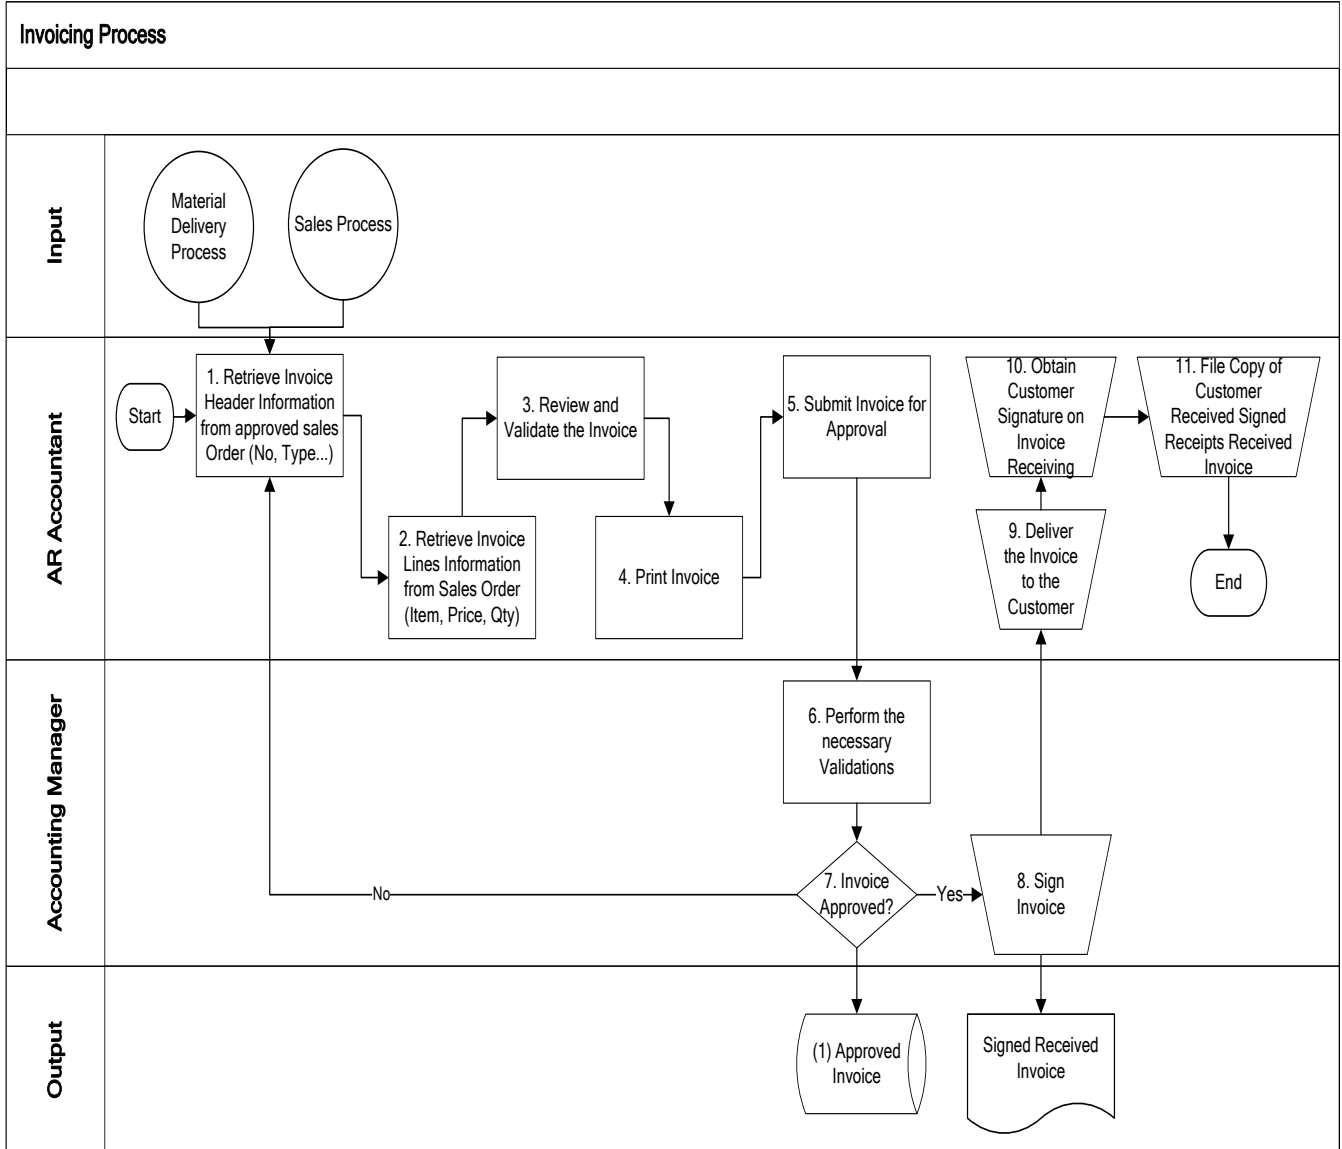 Invoicing Process
Input
Material
Delivery
Process
Sales Process
AR Accountant
Start
1. Retrieve Invoice
Header Information
from approved sales
Order (No, Type...)
2. Retrieve Invoice
Lines Information
from Sales Order
(Item, Price, Qty)
3. Review and
Validate the Invoice
4. Print Invoice
5. Submit Invoice for
Approval
10. Obtain
Customer
Signature on
Invoice
Receiving
11. File Copy of
Customer
Received Signed
Receipts Received
Invoice
9. Deliver
the Invoice
to the
Customer
End
Accounting Manager
6. Perform the
necessary
Validations
7. Invoice
Approved?
No
Yes
8. Sign
Invoice
Output
(1) Approved
Invoice
Signed Received
Invoice